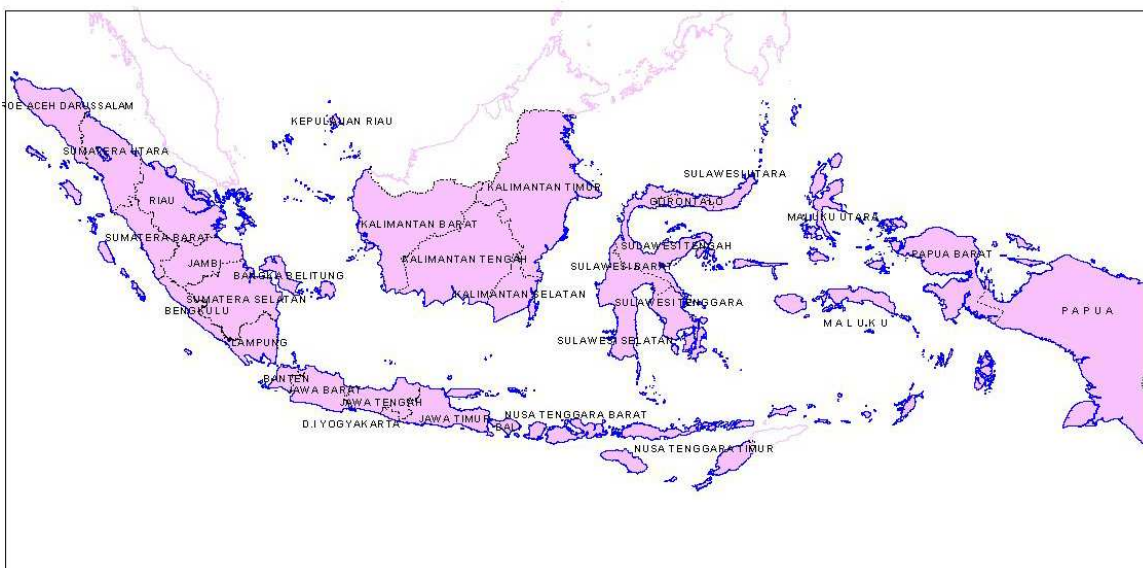 ROE ACEH DARUSSALAM
KEPULAUAN RIAU
SUMATERA UTARA
SULAWESI UTARA
KALIMANTAN TIMUR
RIAU
GORONTALO
MALUKU UTARA
KALIMANTAN BARAT
SUMATERA BARAT
SULAWESI TENGAH
PAPUA BARAT
JAMBI
KALIMANTAN TENGAH
SULAWESI BARAT
BANGKA BELITUNG
KALIMANTAN SELATAN
SUMATERA SELATAN
SULAWESI TENGGARA
BENGKULU
PAPUA
MALUKU
LAMPUNG
SULAWESI SELATAN
BANTEN
JAWA BARAT
JAWA TENGAH
NUSA TENGGARA BARAT
JAWA TIMUR
D.I YOGYAKARTA
BALI
NUSA TENGGARA TIMUR